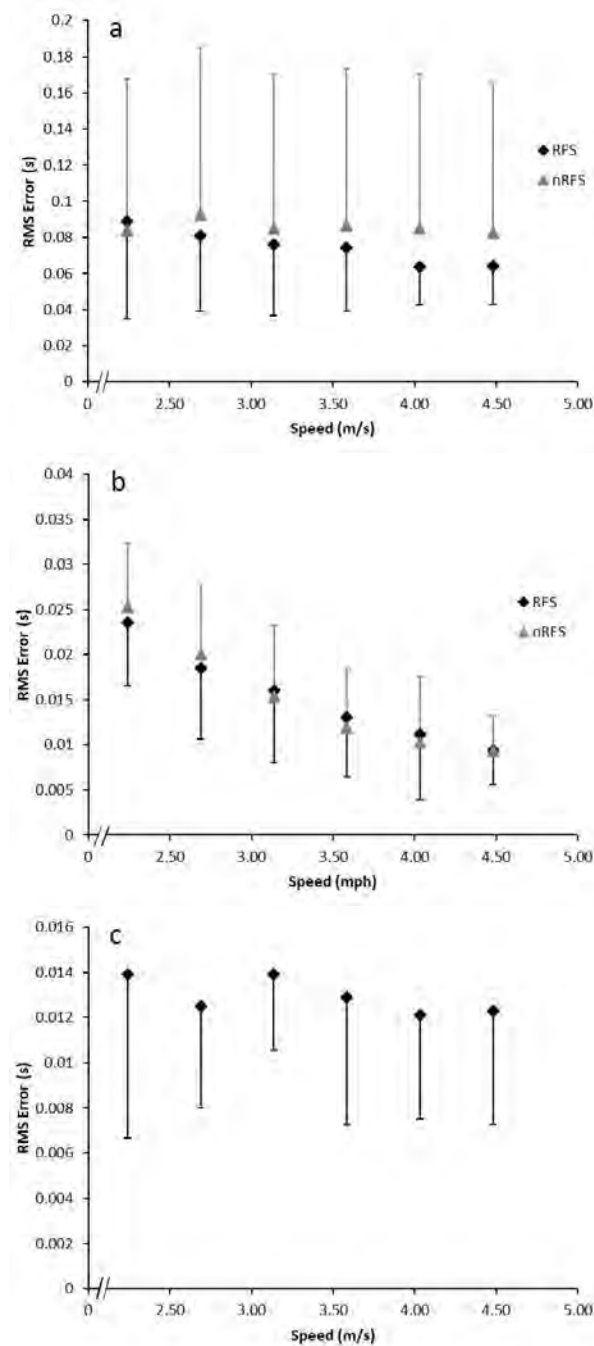 a
0.2
0.18
0.16
0.14
0.12
0.1
0.08
0.06
0.04
0.02
0
RMS Error (s)
RFS
nRFS
0 2.50 3.00 3.50 4.00 4.50 5.00
Speed (m/s)
b
0.04
0.035
0.03
0.025
0.02
0.015
0.01
0.005
0
RMS Error (s)
RFS
nRFS
0 2.50 3.00 3.50 4.00 4.50 5.00
Speed (mph)
c
0.016
0.014
0.012
0.01
0.008
0.006
0.004
0.002
0
RMS Error (s)
0 2.50 3.00 3.50 4.00 4.50 5.00
Speed (m/s)